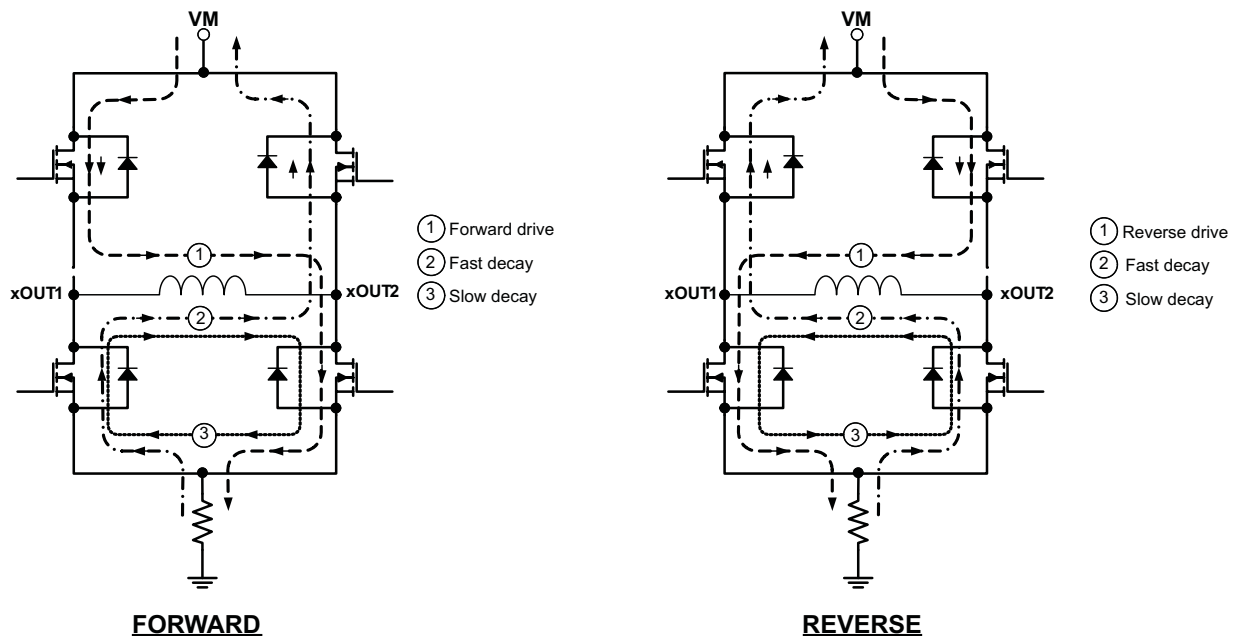 VM
1
xOUT1
xOUT2
2
3
1 Forward drive
2 Fast decay
3 Slow decay
FORWARD
VM
1
xOUT1
xOUT2
2
3
1 Reverse drive
2 Fast decay
3 Slow decay
REVERSE